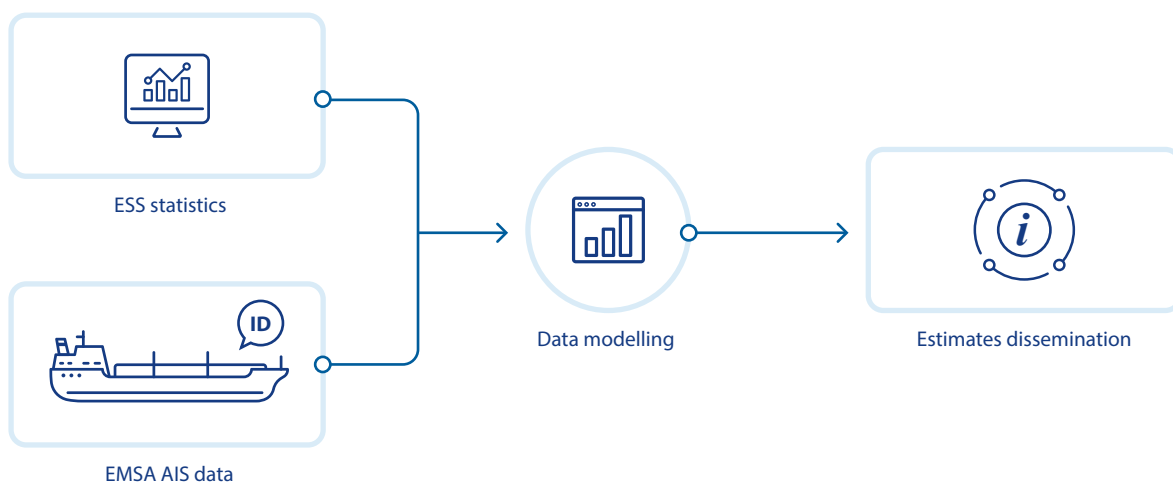 ESS statistics
ID
EMSA AIS data
Data modelling
i
Estimates dissemination